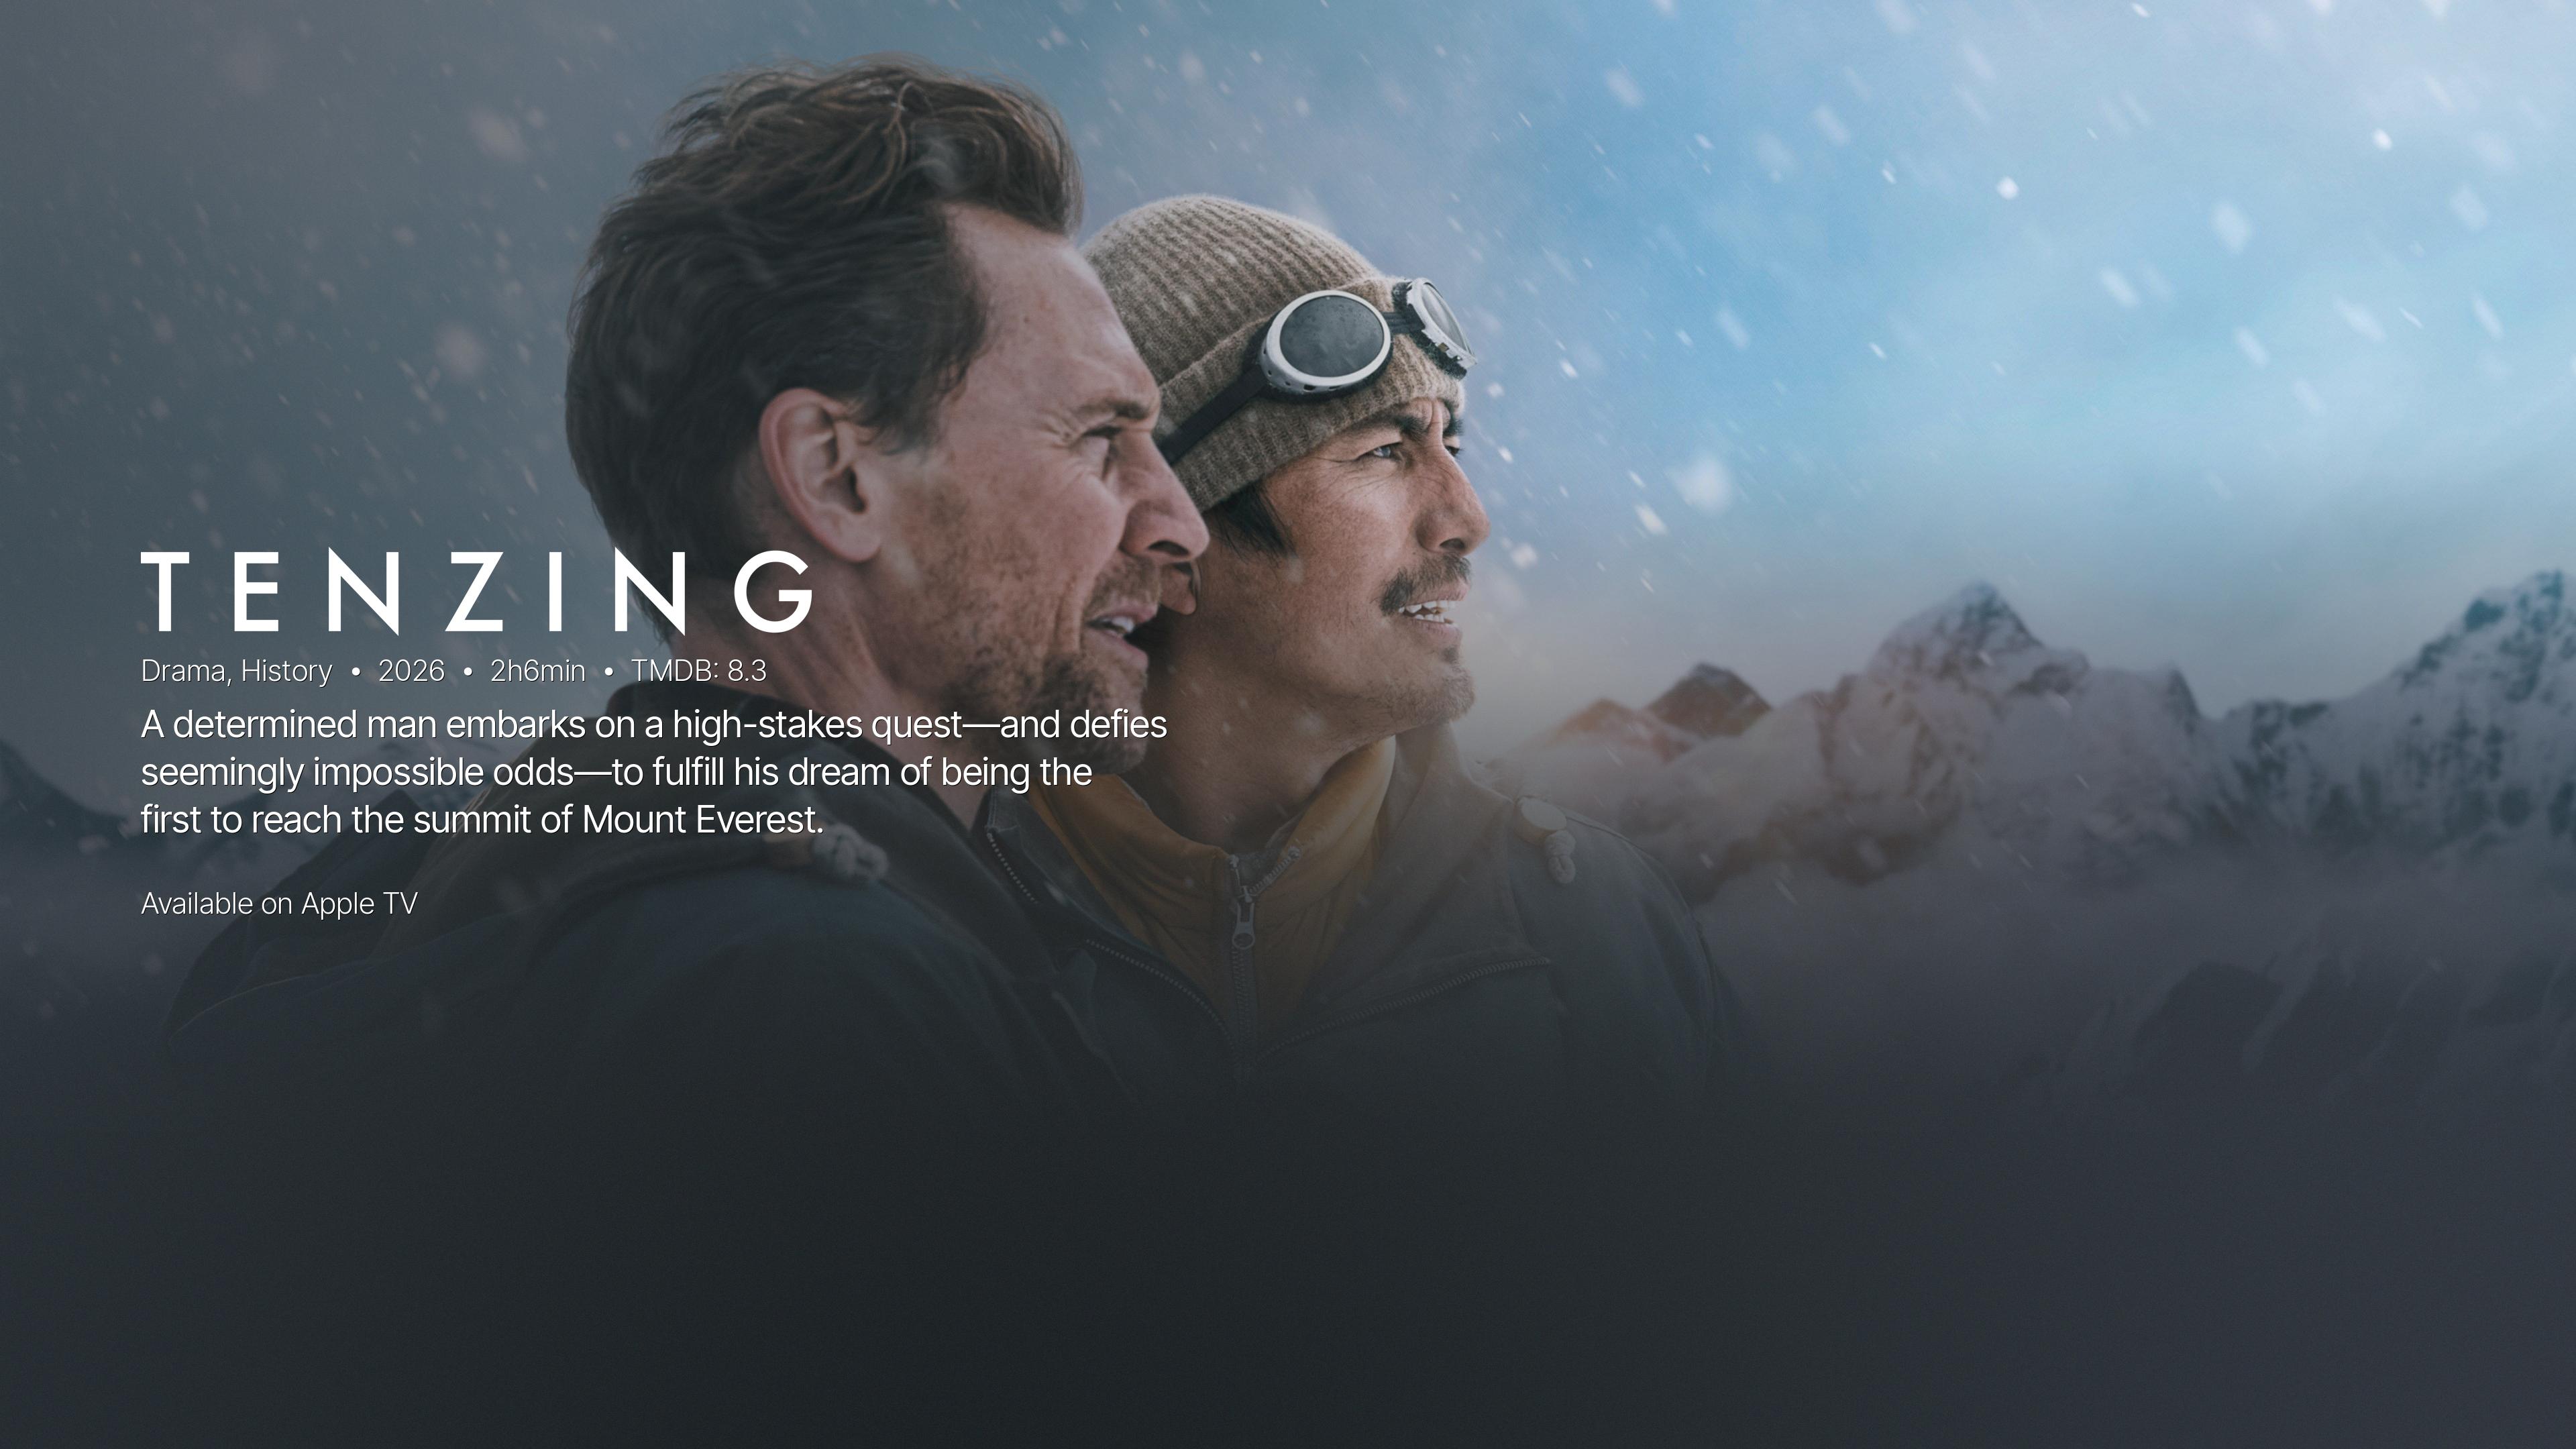 TENZING
Drama, History • 2026 • 2h6min • TMDB: 8.3
A determined man embarks on a high-stakes quest—and defies
seemingly impossible odds—to fulfill his dream of being the
first to reach the summit of Mount Everest.
Available on Apple TV